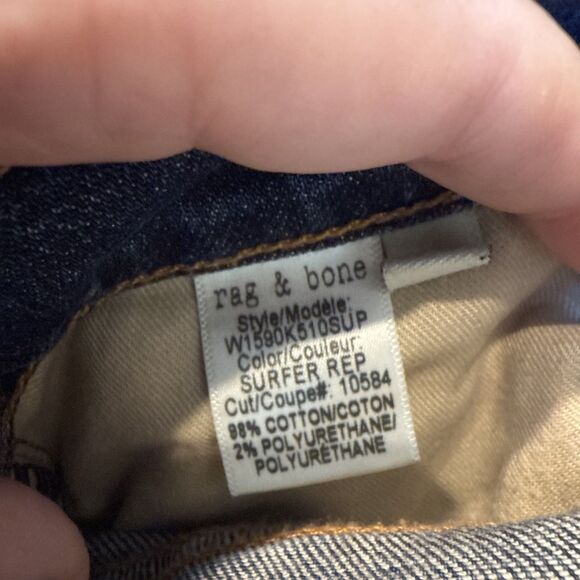 rag & bone
Style/Modèle:
W1590K510SUP
Color/Couleur:
SURFER REP
Cut/Coupe#: 10584
98% COTTON/COTON
2% POLYURETHANE/
POLYURÉTHANE